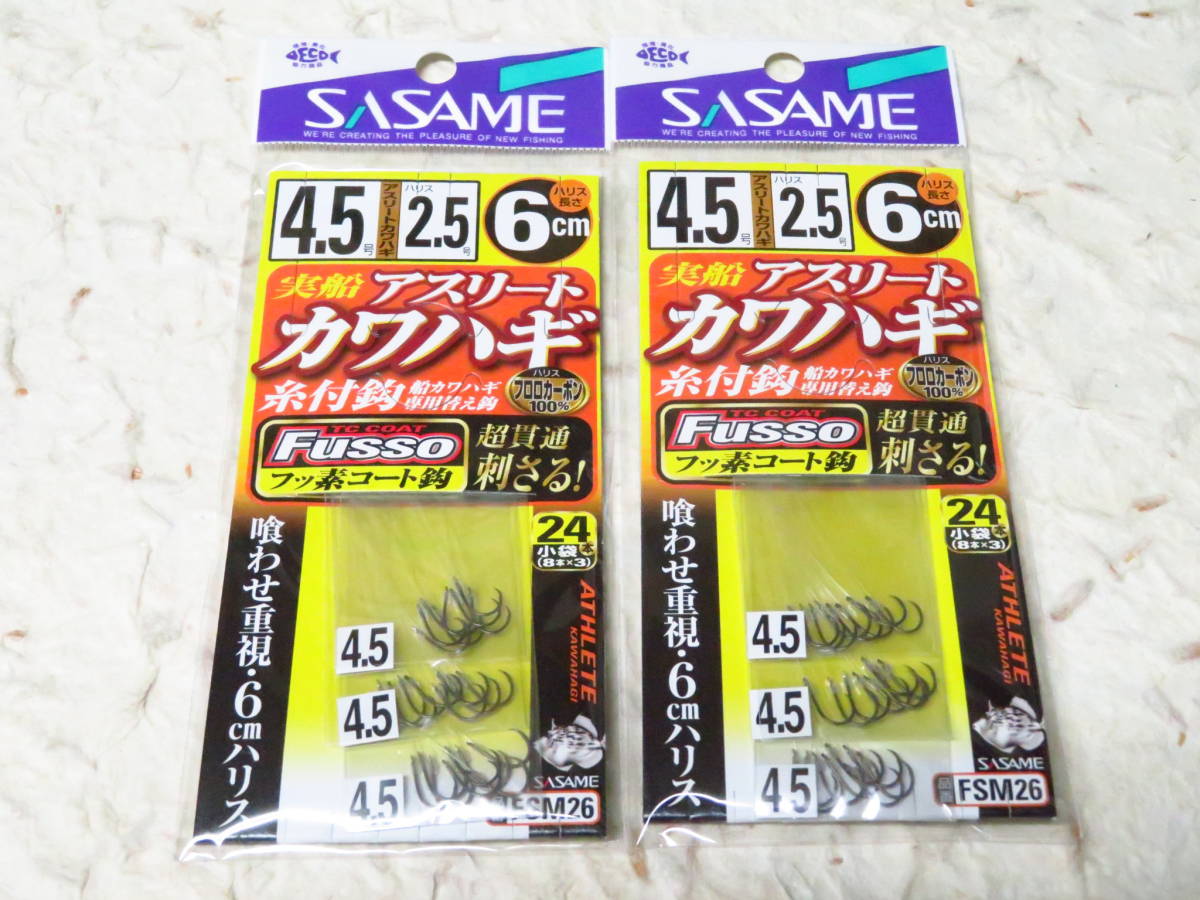 ECO
SASAME
WE'RE CREATING THE PLEASURE OF NEW FISHING
4.5号
アスリートカワハギ
ハリス
2.5号
ハリス長さ
6cm
実船 アスリート
カワハギ
糸付鈎
船カワハギ
専用替え鈎
ハリス
フロロカーボン
100%
TC COAT
Fusso
フッ素コート鈎
超貫通
刺さる!
24本
小袋
(8本×3)
喰わせ重視・6cmハリス
ATHLETE
KAWAHAGI
4.5
4.5
4.5
SASAME
FSM26
ECO
SASAME
WE'RE CREATING THE PLEASURE OF NEW FISHING
4.5号
アスリートカワハギ
ハリス
2.5号
ハリス長さ
6cm
実船 アスリート
カワハギ
糸付鈎
船カワハギ
専用替え鈎
ハリス
フロロカーボン
100%
TC COAT
Fusso
フッ素コート鈎
超貫通
刺さる!
24本
小袋
(8本×3)
喰わせ重視・6cmハリス
ATHLETE
KAWAHAGI
4.5
4.5
4.5
SASAME
品番 FSM26